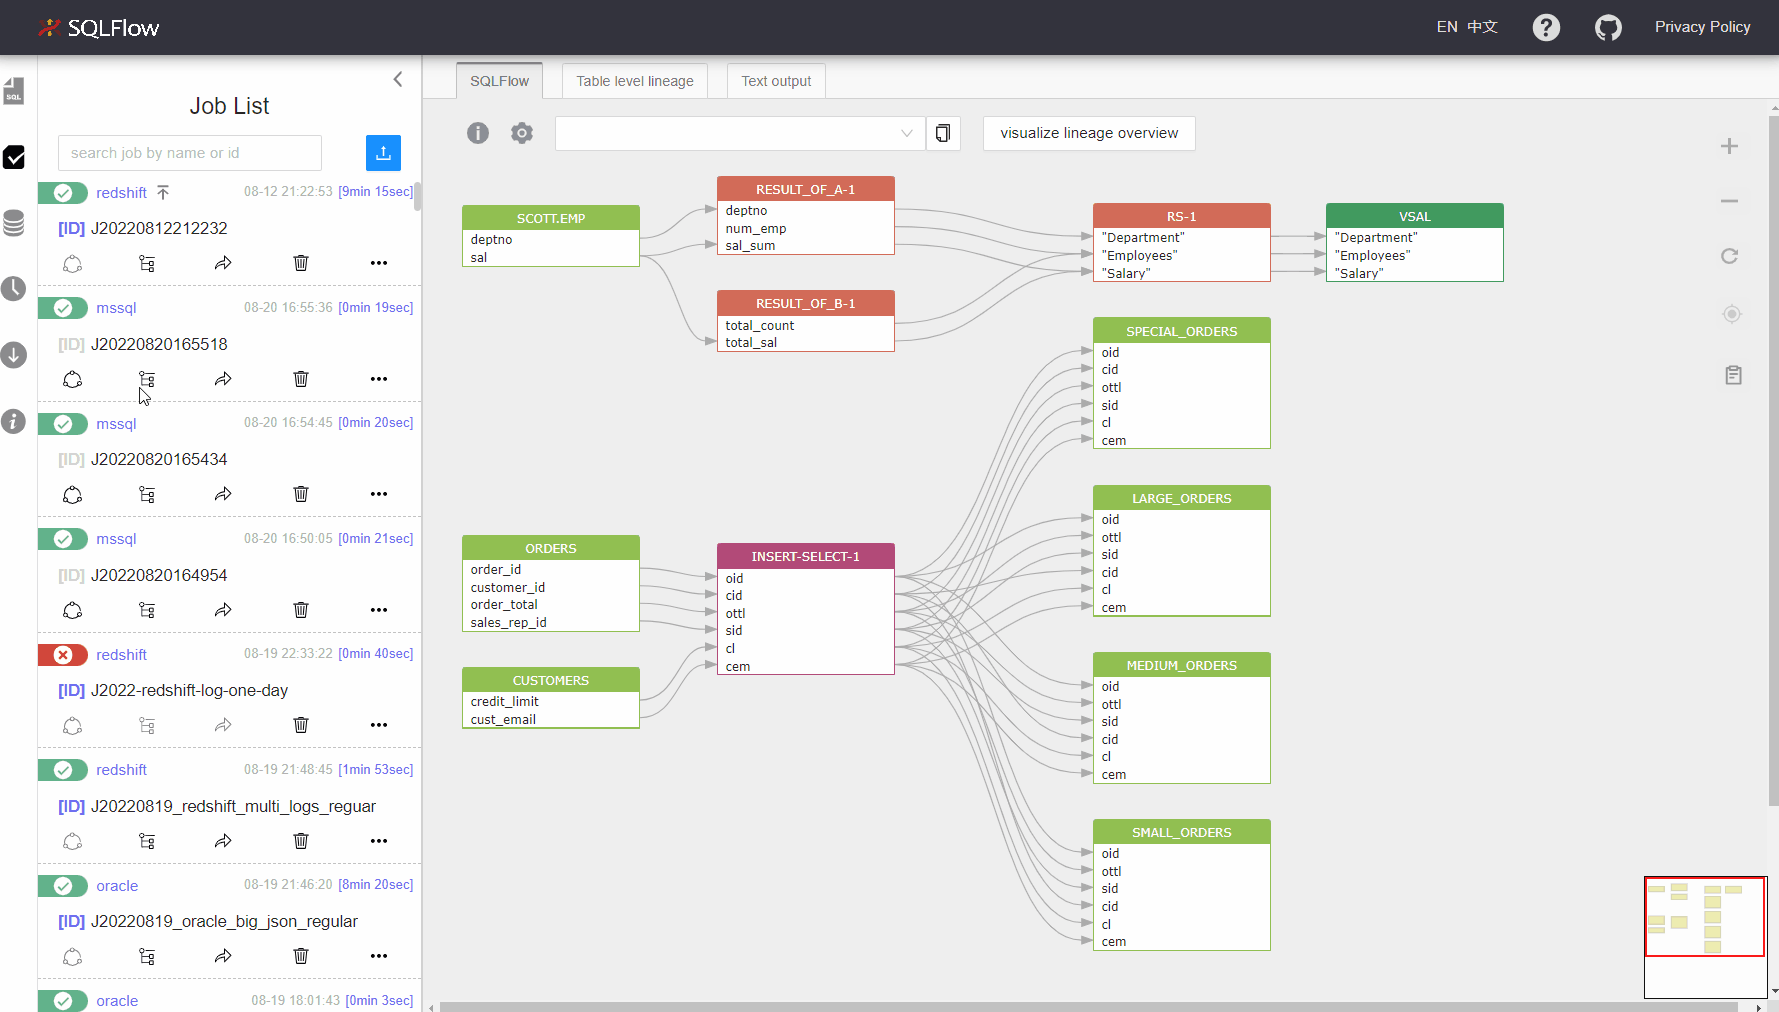 SQLFlow
EN 中文
Privacy Policy
SQL
Job List
search job by name or id
redshift
08-12 21:22:53 [9min 15sec]
[ID] J20220812212232
mssql
08-20 16:55:36 [0min 19sec]
[ID] J20220820165518
mssql
08-20 16:54:45 [0min 20sec]
[ID] J20220820165434
mssql
08-20 16:50:05 [0min 21sec]
[ID] J20220820164954
redshift
08-19 22:33:22 [0min 40sec]
[ID] J2022-redshift-log-one-day
redshift
08-19 21:48:45 [1min 53sec]
[ID] J20220819_redshift_multi_logs_reguar
oracle
08-19 21:46:20 [8min 20sec]
[ID] J20220819_oracle_big_json_regular
oracle
08-19 18:01:43 [0min 3sec]
SQLFlow
Table level lineage
Text output
visualize lineage overview
SCOTT.EMP
deptno
sal
RESULT_OF_A-1
deptno
num_emp
sal_sum
RESULT_OF_B-1
total_count
total_sal
RS-1
"Department"
"Employees"
"Salary"
VSAL
"Department"
"Employees"
"Salary"
SPECIAL_ORDERS
oid
cid
ottl
sid
cl
cem
LARGE_ORDERS
oid
ottl
sid
cid
cl
cem
ORDERS
order_id
customer_id
order_total
sales_rep_id
CUSTOMERS
credit_limit
cust_email
INSERT-SELECT-1
oid
cid
ottl
sid
cl
cem
MEDIUM_ORDERS
oid
ottl
sid
cid
cl
cem
SMALL_ORDERS
oid
ottl
sid
cid
cl
cem